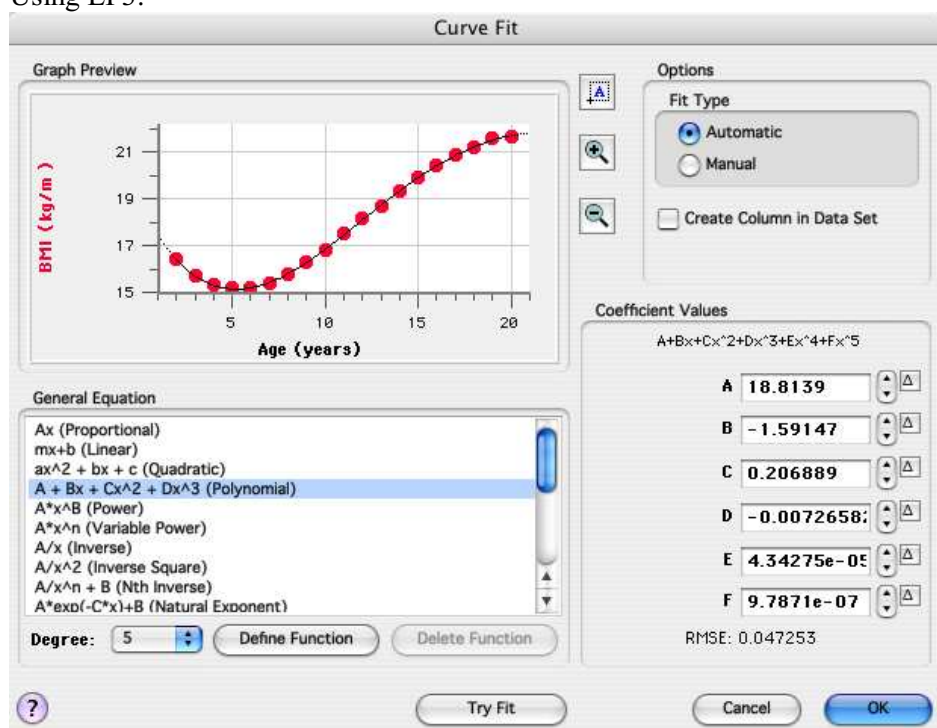 Using LP3:
Curve Fit
Graph Preview
BMI (kg/m )
21
19
17
15
5 10 15 20
Age (years)
A
Options
Fit Type
Automatic
Manual
Create Column in Data Set
General Equation
Ax (Proportional)
mx+b (Linear)
ax^2 + bx + c (Quadratic)
A + Bx + Cx^2 + Dx^3 (Polynomial)
A*x^B (Power)
A*x^n (Variable Power)
A/x (Inverse)
A/x^2 (Inverse Square)
A/x^n + B (Nth Inverse)
A*exp(-C*x)+B (Natural Exponent)
Degree: 5
Define Function
Delete Function
Coefficient Values
A+Bx+Cx^2+Dx^3+Ex^4+Fx^5
A 18.8139 Δ
B -1.59147 Δ
C 0.206889 Δ
D -0.0072658 Δ
E 4.34275e-05 Δ
F 9.7871e-07 Δ
RMSE: 0.047253
?
Try Fit
Cancel
OK